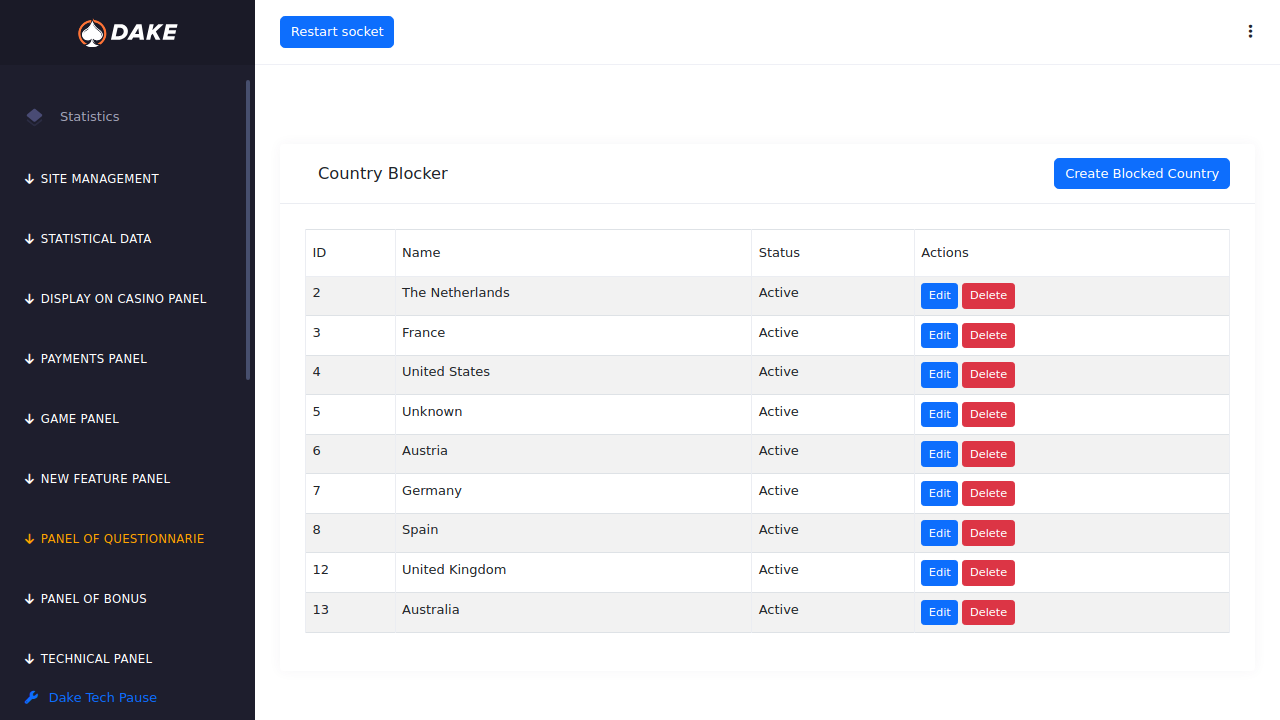 DAKE
Restart socket
Statistics
SITE MANAGEMENT
STATISTICAL DATA
DISPLAY ON CASINO PANEL
PAYMENTS PANEL
GAME PANEL
NEW FEATURE PANEL
PANEL OF QUESTIONNARIE
PANEL OF BONUS
TECHNICAL PANEL
Dake Tech Pause
Country Blocker
Create Blocked Country
ID Name Status Actions
2 The Netherlands Active Edit Delete
3 France Active Edit Delete
4 United States Active Edit Delete
5 Unknown Active Edit Delete
6 Austria Active Edit Delete
7 Germany Active Edit Delete
8 Spain Active Edit Delete
12 United Kingdom Active Edit Delete
13 Australia Active Edit Delete